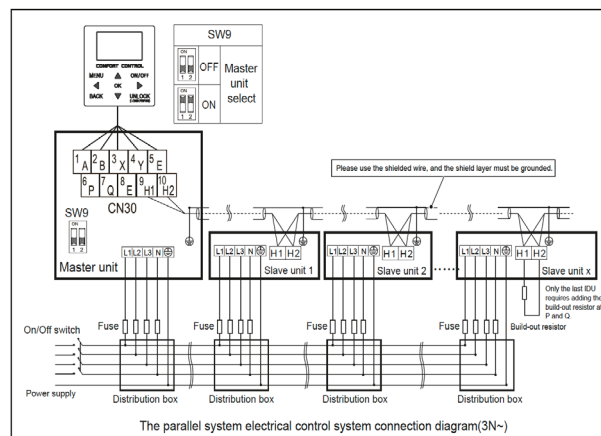 COMFORT CONTROL
MENU ON/OFF
OK
BACK UNLOCK
SW9
ON
1 2
OFF
ON
1 2
ON
Master unit select
1 A 2 B 3 X 4 Y 5 E
6 P 7 Q 8 E 9 H1 10 H2
CN30
SW9
ON
1 2
Master unit
L1 L2 L3 N
Please use the shielded wire, and the shield layer must be grounded.
L1 L2 L3 N
H1 H2
Slave unit 1
L1 L2 L3 N
H1 H2
Slave unit 2
L1 L2 L3 N
H1 H2
Slave unit x
Only the last IDU
requires adding the
build-out resistor at
P and Q
Build-out resistor
On/Off switch
Fuse
Fuse
Fuse
Fuse
Power supply
Distribution box
Distribution box
Distribution box
Distribution box
The parallel system electrical control system connection diagram(3N~)